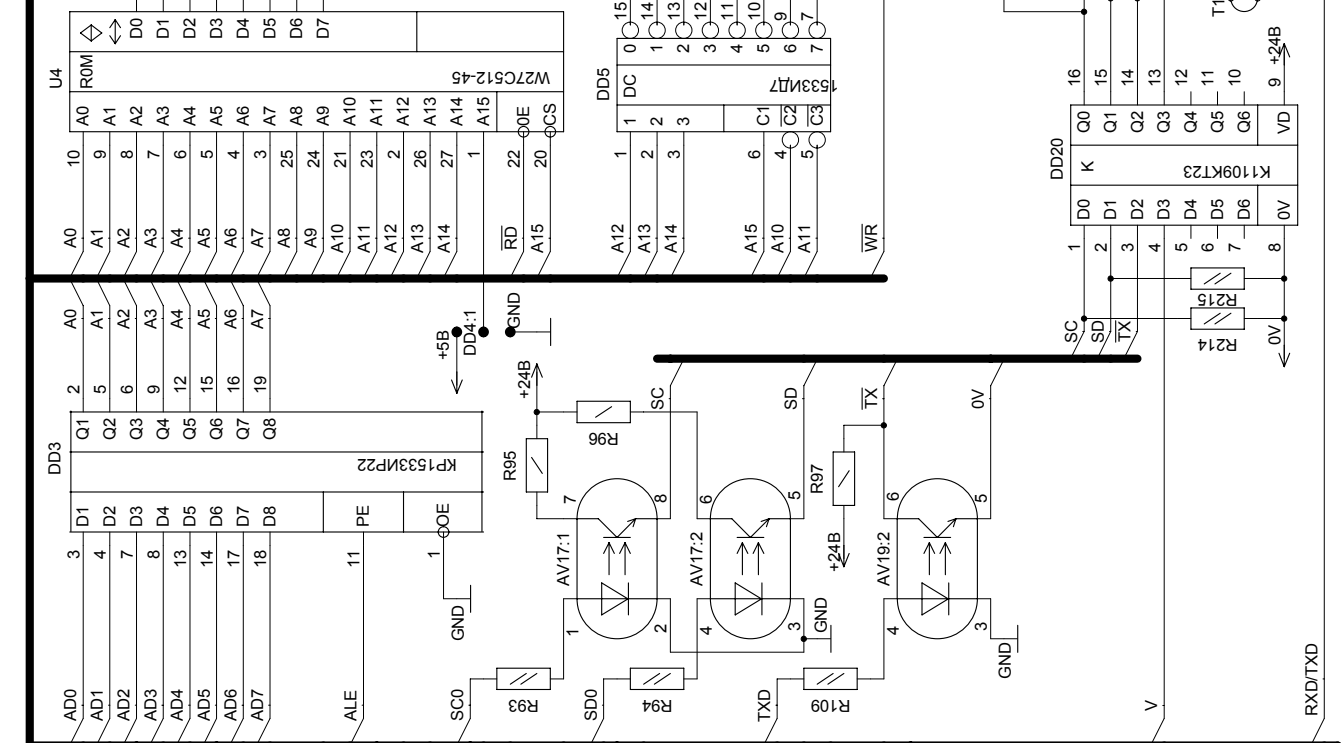 D0 D1 D2 D3 D4 D5 D6 D7
U4
ROM
W27C512-45
A0 A1 A2 A3 A4 A5 A6 A7 A8 A9 A10 A11 A12 A13 A14 A15 OE CS
10 9 8 7 6 5 4 3 25 24 21 23 2 26 27 1 22 20
A0 A1 A2 A3 A4 A5 A6 A7 A8 A9 A10 A11 A12 A13 A14 RD A15
15 14 13 12 11 10 9 7
0 1 2 3 4 5 6 7
DD5
DC
1533ИД7
1 2 3 C1 C2 C3
1 2 3 6 4 5
A12 A13 A14 A15 A10 A11 WR
T1
+24В
16 15 14 13 12 11 10 9
Q0 Q1 Q2 Q3 Q4 Q5 Q6 VD
DD20
K
К1109КТ23
D0 D1 D2 D3 D4 D5 D6 0V
1 2 3 4 5 6 7 8
R215
R214
SC SD TX 0V
A0 A1 A2 A3 A4 A5 A6 A7
+5В DD4:1 GND
2 5 6 9 12 15 16 19
Q1 Q2 Q3 Q4 Q5 Q6 Q7 Q8
DD3
КР1533ИР22
D1 D2 D3 D4 D5 D6 D7 D8 PE OE
3 4 7 8 13 14 17 18 11 1
GND
AD0 AD1 AD2 AD3 AD4 AD5 AD6 AD7 ALE
+24В
R95
R96
SC SD TX 0V
R97
+24В
7 8 6 5 6 5
AV17:1
AV17:2
AV19:2
1 2 4 3 4 3
GND
GND
R93
R94
R109
SC0 SD0 TXD V RXD/TXD